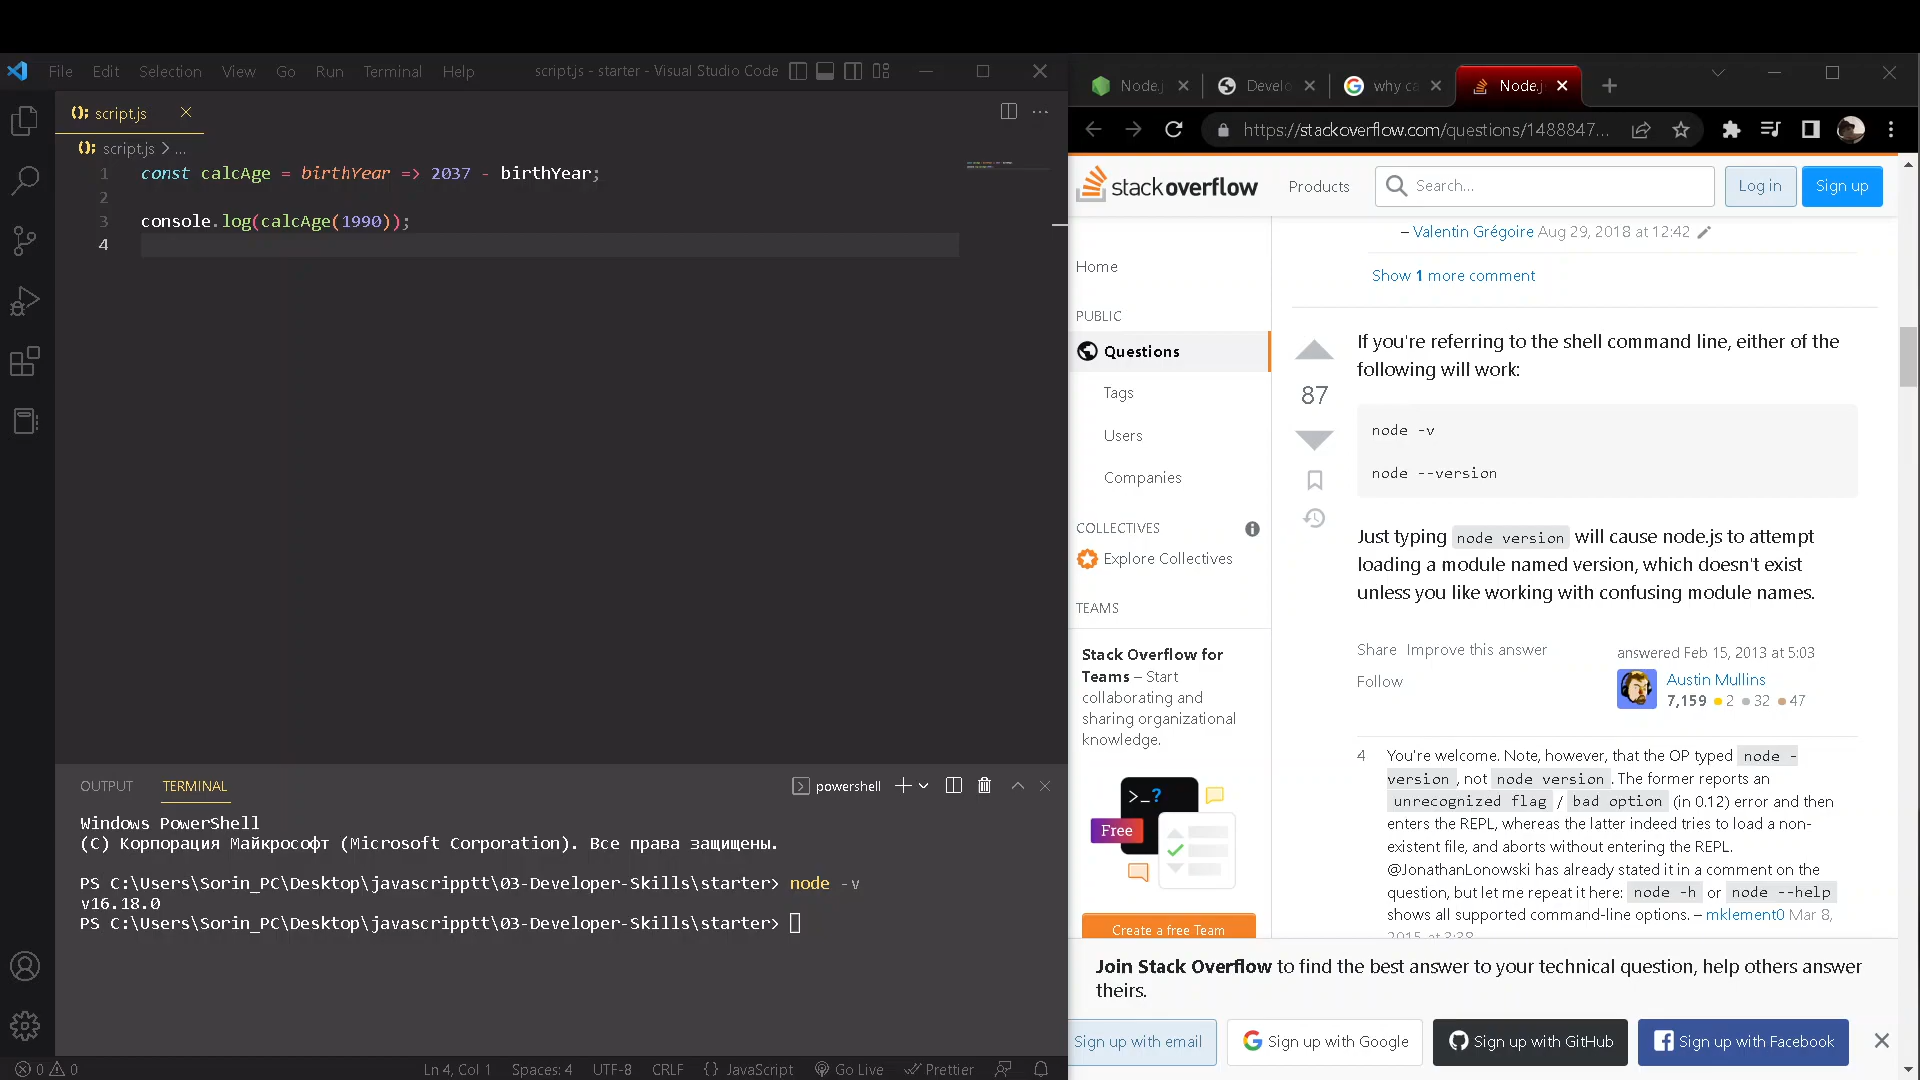 File Edit Selection View Go Run Terminal Help
script.js - starter - Visual Studio Code
script.js
script.js > ...
1 const calcAge = birthYear => 2037 - birthYear;
2
3 console.log(calcAge(1990));
4
OUTPUT TERMINAL
powershell
Windows PowerShell
(C) Корпорация Майкрософт (Microsoft Corporation). Все права защищены.
PS C:\Users\Sorin_PC\Desktop\javascriptt\03-Developer-Skills\starter> node -v
v16.18.0
PS C:\Users\Sorin_PC\Desktop\javascriptt\03-Developer-Skills\starter>
0 0
Ln 4, Col 1 Spaces: 4 UTF-8 CRLF {} JavaScript Go Live Prettier
Node.j Develo why ca Node.j
https://stackoverflow.com/questions/1488847...
stackoverflow Products Search... Log in Sign up
Home
PUBLIC
Questions
Tags
Users
Companies
COLLECTIVES
Explore Collectives
TEAMS
Stack Overflow for
Teams – Start
collaborating and
sharing organizational
knowledge.
>_?
Free
Create a free Team
– Valentin Grégoire Aug 29, 2018 at 12:42
Show 1 more comment
87
If you're referring to the shell command line, either of the
following will work:
node -v
node --version
Just typing node version will cause node.js to attempt
loading a module named version, which doesn't exist
unless you like working with confusing module names.
Share Improve this answer
Follow
answered Feb 15, 2013 at 5:03
Austin Mullins
7,159 2 32 47
4 You're welcome. Note, however, that the OP typed node -
version , not node version . The former reports an
unrecognized flag / bad option (in 0.12) error and then
enters the REPL, whereas the latter indeed tries to load a non-
existent file, and aborts without entering the REPL.
@JonathanLonowski has already stated it in a comment on the
question, but let me repeat it here: node -h or node --help
shows all supported command-line options. – mklement0 Mar 8,
2015 at 3:38
Join Stack Overflow to find the best answer to your technical question, help others answer
theirs.
Sign up with email Sign up with Google Sign up with GitHub Sign up with Facebook